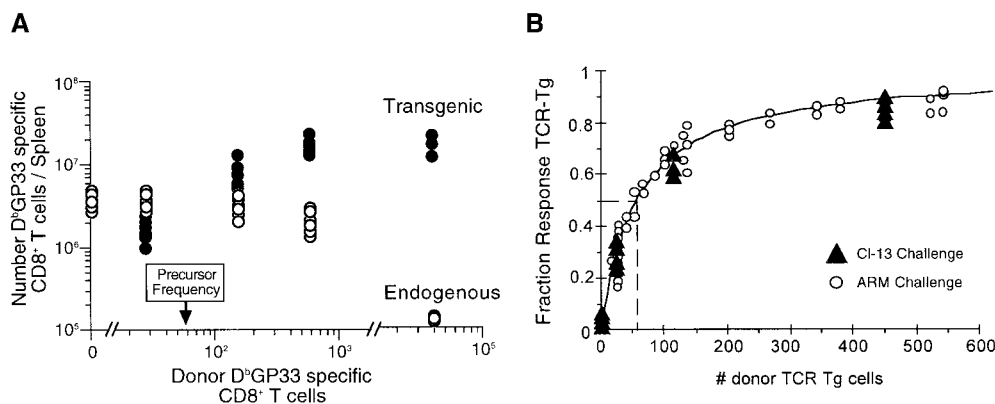 A
Number DᵇGP33 specific
CD8⁺ T cells / Spleen
10⁸
10⁷
10⁶
10⁵
Transgenic
Endogenous
Precursor
Frequency
0
10²
10³
10⁵
Donor DᵇGP33 specific
CD8⁺ T cells
B
Fraction Response TCR-Tg
1
0.8
0.6
0.4
0.2
0
Cl-13 Challenge
ARM Challenge
0
100
200
300
400
500
600
# donor TCR Tg cells